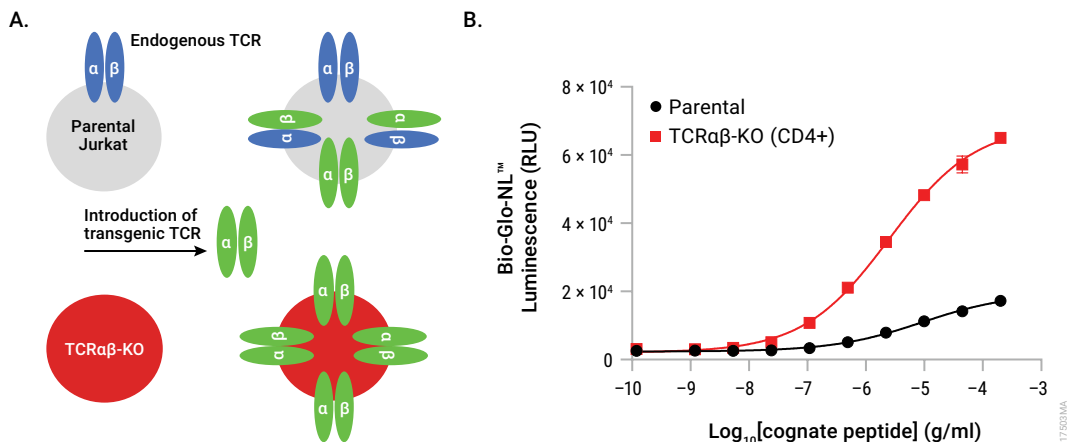 A.
Endogenous TCR
α β
Parental
Jurkat
α β
β
α
α
β
α β
Introduction of
transgenic TCR
α β
TCRαβ-KO
α β
β
α
α
β
α β
B.
Bio-Glo-NL™
Luminescence (RLU)
8 × 10⁴
6 × 10⁴
4 × 10⁴
2 × 10⁴
0
Parental
TCRαβ-KO (CD4+)
−10 −9 −8 −7 −6 −5 −4 −3
Log₁₀[cognate peptide] (g/ml)
17503MA